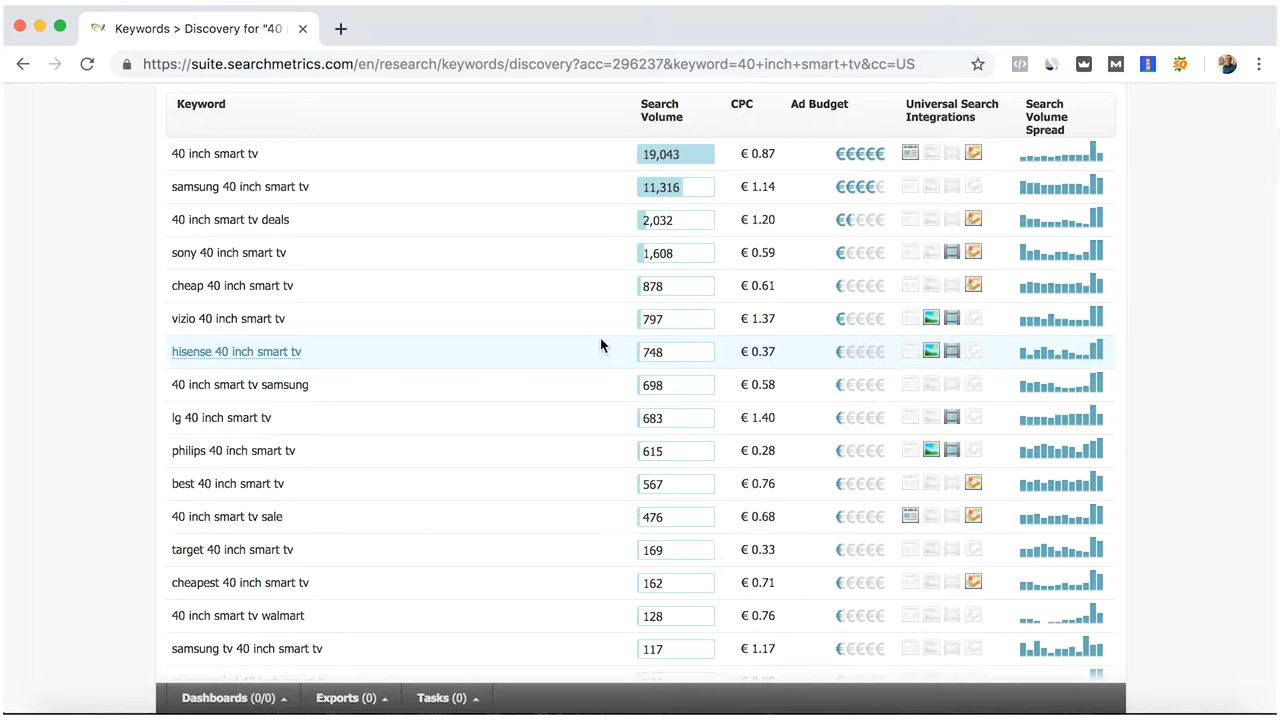 Keywords > Discovery for "40
https://suite.searchmetrics.com/en/research/keywords/discovery?acc=296237&keyword=40+inch+smart+tv&cc=US
Keyword Search Volume CPC Ad Budget Universal Search Integrations Search Volume Spread
40 inch smart tv 19,043 € 0.87 €€€€€
samsung 40 inch smart tv 11,316 € 1.14 €€€€€
40 inch smart tv deals 2,032 € 1.20 €€€€€
sony 40 inch smart tv 1,608 € 0.59 €€€€€
cheap 40 inch smart tv 878 € 0.61 €€€€€
vizio 40 inch smart tv 797 € 1.37 €€€€€
hisense 40 inch smart tv 748 € 0.37 €€€€€
40 inch smart tv samsung 698 € 0.58 €€€€€
lg 40 inch smart tv 683 € 1.40 €€€€€
philips 40 inch smart tv 615 € 0.28 €€€€€
best 40 inch smart tv 567 € 0.76 €€€€€
40 inch smart tv sale 476 € 0.68 €€€€€
target 40 inch smart tv 169 € 0.33 €€€€€
cheapest 40 inch smart tv 162 € 0.71 €€€€€
40 inch smart tv walmart 128 € 0.76 €€€€€
samsung tv 40 inch smart tv 117 € 1.17 €€€€€
Dashboards (0/0) Exports (0) Tasks (0)